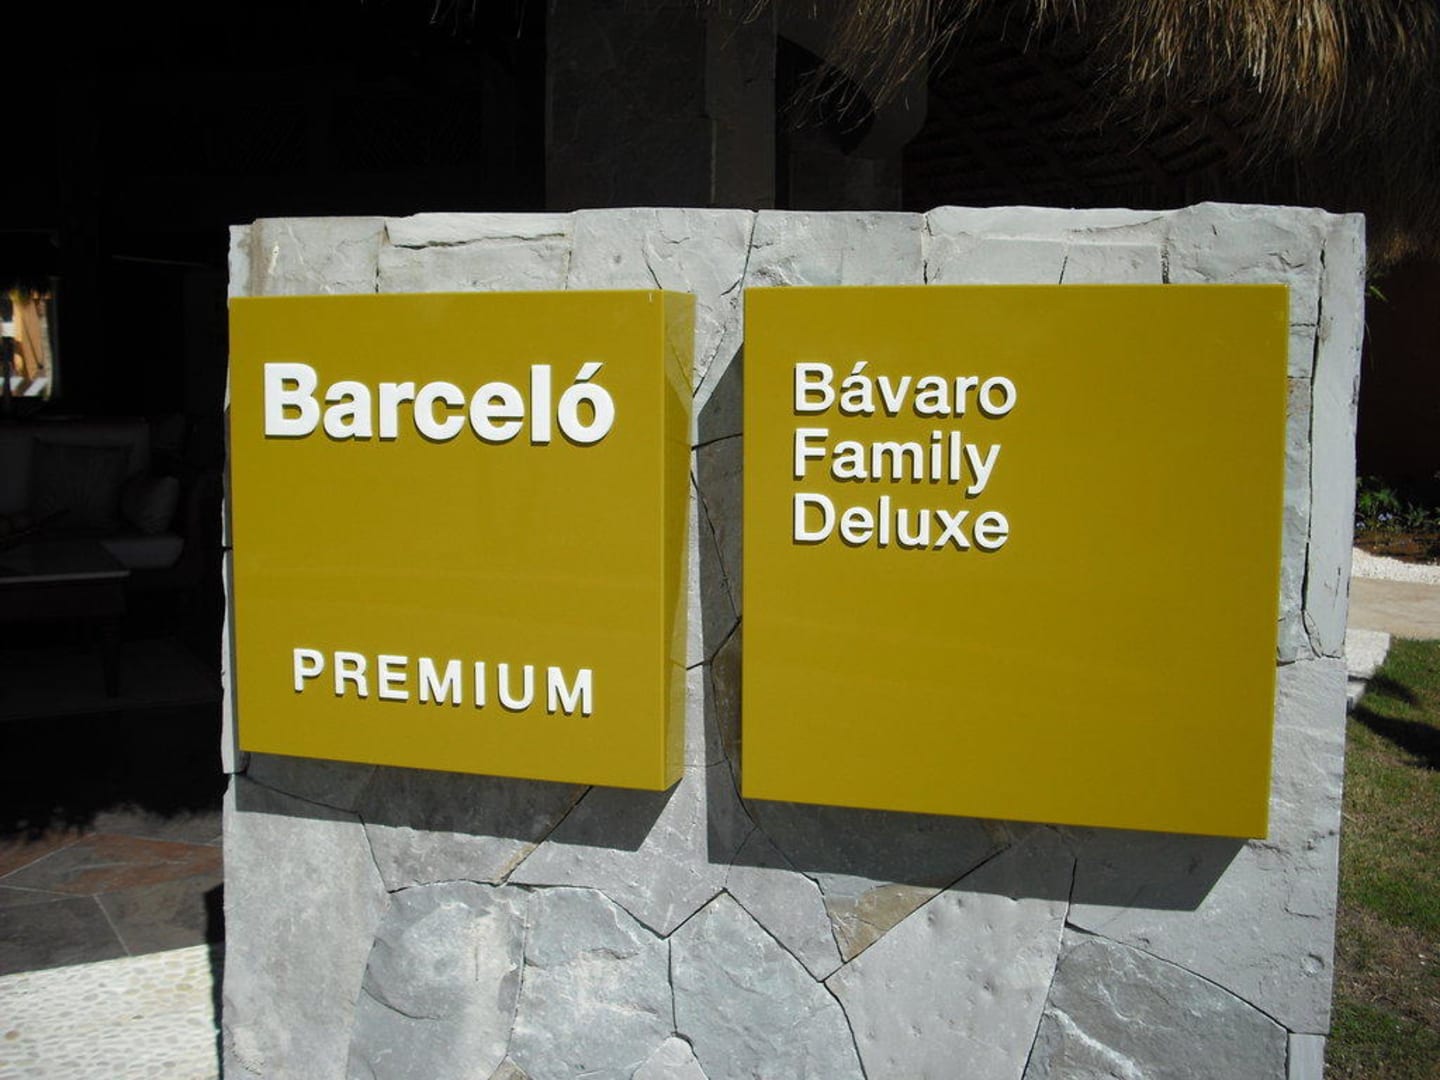 Barceló
PREMIUM
Bávaro
Family
Deluxe